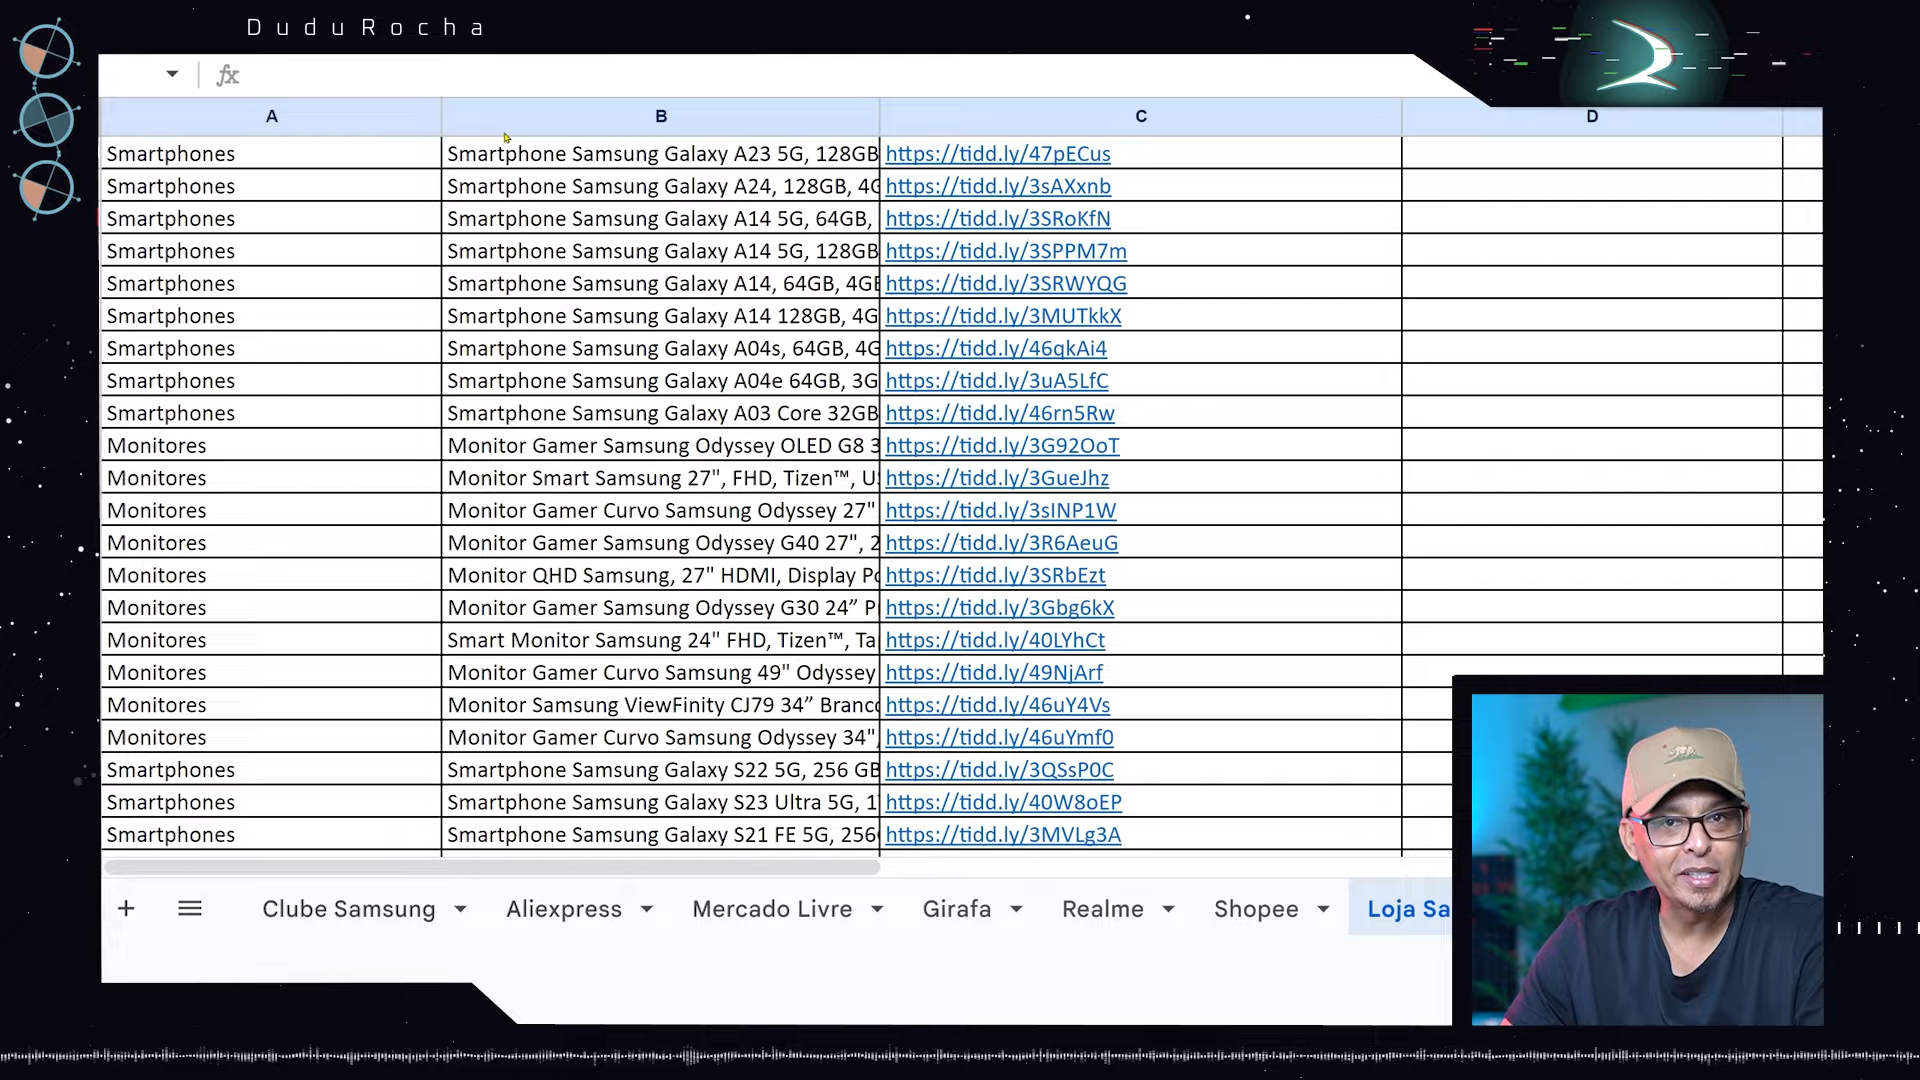 DuduRocha
fx
A B C D
Smartphones Smartphone Samsung Galaxy A23 5G, 128GB https://tidd.ly/47pECus
Smartphones Smartphone Samsung Galaxy A24, 128GB, 4G https://tidd.ly/3sAXxnb
Smartphones Smartphone Samsung Galaxy A14 5G, 64GB, https://tidd.ly/3SRoKfN
Smartphones Smartphone Samsung Galaxy A14 5G, 128GB https://tidd.ly/3SPPM7m
Smartphones Smartphone Samsung Galaxy A14, 64GB, 4GB https://tidd.ly/3SRWYQG
Smartphones Smartphone Samsung Galaxy A14 128GB, 4G https://tidd.ly/3MUTkkX
Smartphones Smartphone Samsung Galaxy A04s, 64GB, 4G https://tidd.ly/46qkAi4
Smartphones Smartphone Samsung Galaxy A04e 64GB, 3G https://tidd.ly/3uA5LfC
Smartphones Smartphone Samsung Galaxy A03 Core 32GB https://tidd.ly/46rn5Rw
Monitores Monitor Gamer Samsung Odyssey OLED G8 3 https://tidd.ly/3G92OoT
Monitores Monitor Smart Samsung 27", FHD, Tizen™, US https://tidd.ly/3GueJhz
Monitores Monitor Gamer Curvo Samsung Odyssey 27" https://tidd.ly/3sINP1W
Monitores Monitor Gamer Samsung Odyssey G40 27", 2 https://tidd.ly/3R6AeuG
Monitores Monitor QHD Samsung, 27" HDMI, Display Po https://tidd.ly/3SRbEzt
Monitores Monitor Gamer Samsung Odyssey G30 24” P https://tidd.ly/3Gbg6kX
Monitores Smart Monitor Samsung 24" FHD, Tizen™, Ta https://tidd.ly/40LYhCt
Monitores Monitor Gamer Curvo Samsung 49" Odyssey https://tidd.ly/49NjArf
Monitores Monitor Samsung ViewFinity CJ79 34” Branco https://tidd.ly/46uY4Vs
Monitores Monitor Gamer Curvo Samsung Odyssey 34", https://tidd.ly/46uYmf0
Smartphones Smartphone Samsung Galaxy S22 5G, 256 GB https://tidd.ly/3QSsP0C
Smartphones Smartphone Samsung Galaxy S23 Ultra 5G, 1 https://tidd.ly/40W8oEP
Smartphones Smartphone Samsung Galaxy S21 FE 5G, 256 https://tidd.ly/3MVLg3A
+ Clube Samsung Aliexpress Mercado Livre Girafa Realme Shopee Loja Sa